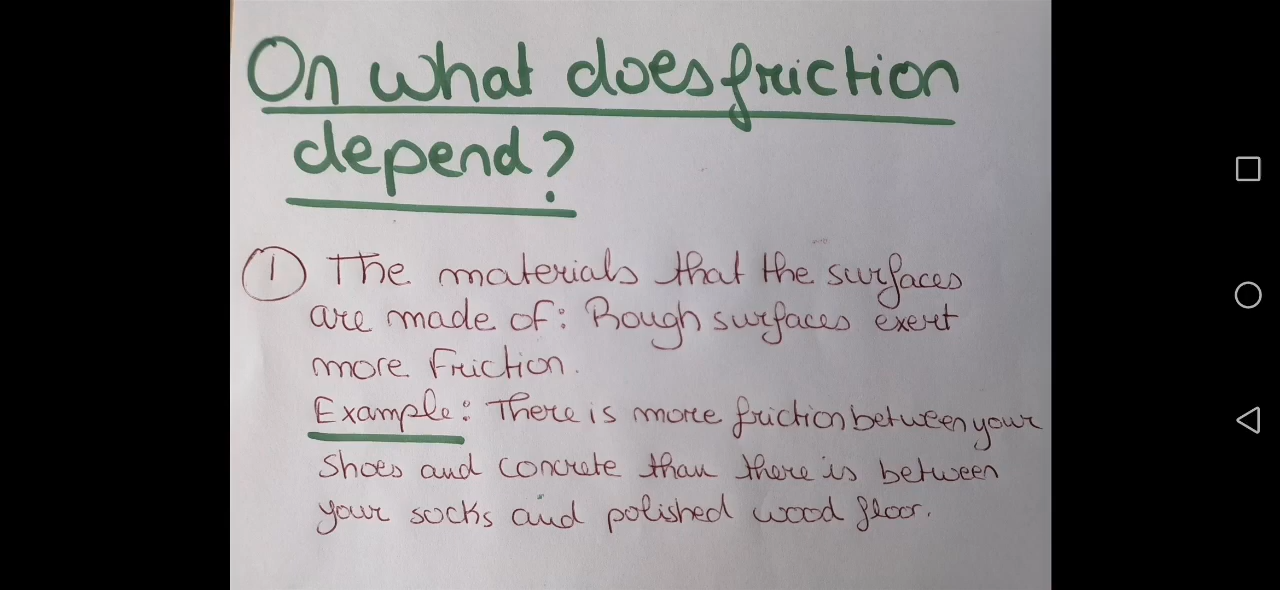 On what does friction
depend?
1 The materials that the surfaces
are made of: Rough surfaces exert
more Friction.
Example: There is more friction between your
shoes and concrete than there is between
your socks and polished wood floor.